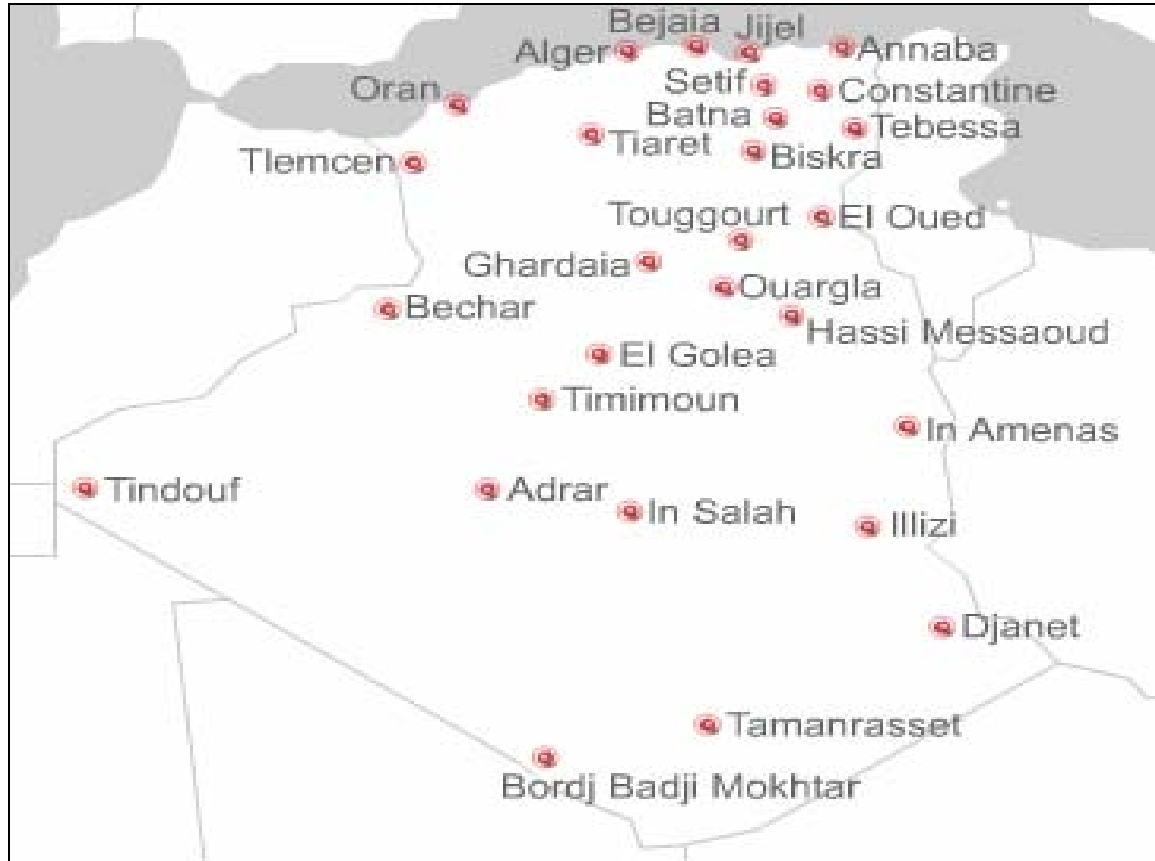 Bejaia
Jijel
Alger
Annaba
Oran
Setif
Constantine
Batna
Tebessa
Tiaret
Biskra
Tlemcen
Touggourt
El Oued
Ghardaia
Ouargla
Bechar
Hassi Messaoud
El Golea
Timimoun
In Amenas
Tindouf
Adrar
In Salah
Illizi
Djanet
Tamanrasset
Bordj Badji Mokhtar